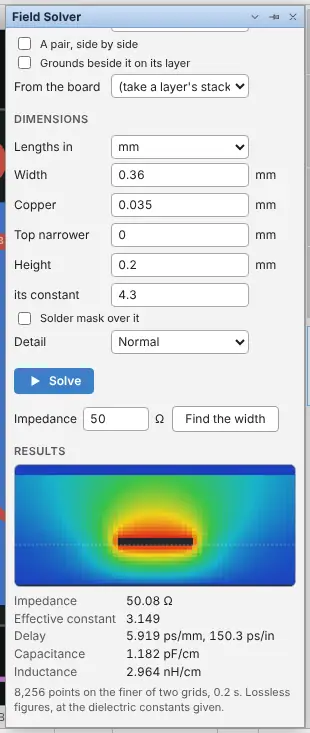 Field Solver
A pair, side by side
Grounds beside it on its layer
From the board (take a layer's stack
DIMENSIONS
Lengths in mm
Width 0.36 mm
Copper 0.035 mm
Top narrower 0 mm
Height 0.2 mm
its constant 4.3
Solder mask over it
Detail Normal
Solve
Impedance 50 Ω Find the width
RESULTS
Impedance 50.08 Ω
Effective constant 3.149
Delay 5.919 ps/mm, 150.3 ps/in
Capacitance 1.182 pF/cm
Inductance 2.964 nH/cm
8,256 points on the finer of two grids, 0.2 s. Lossless
figures, at the dielectric constants given.